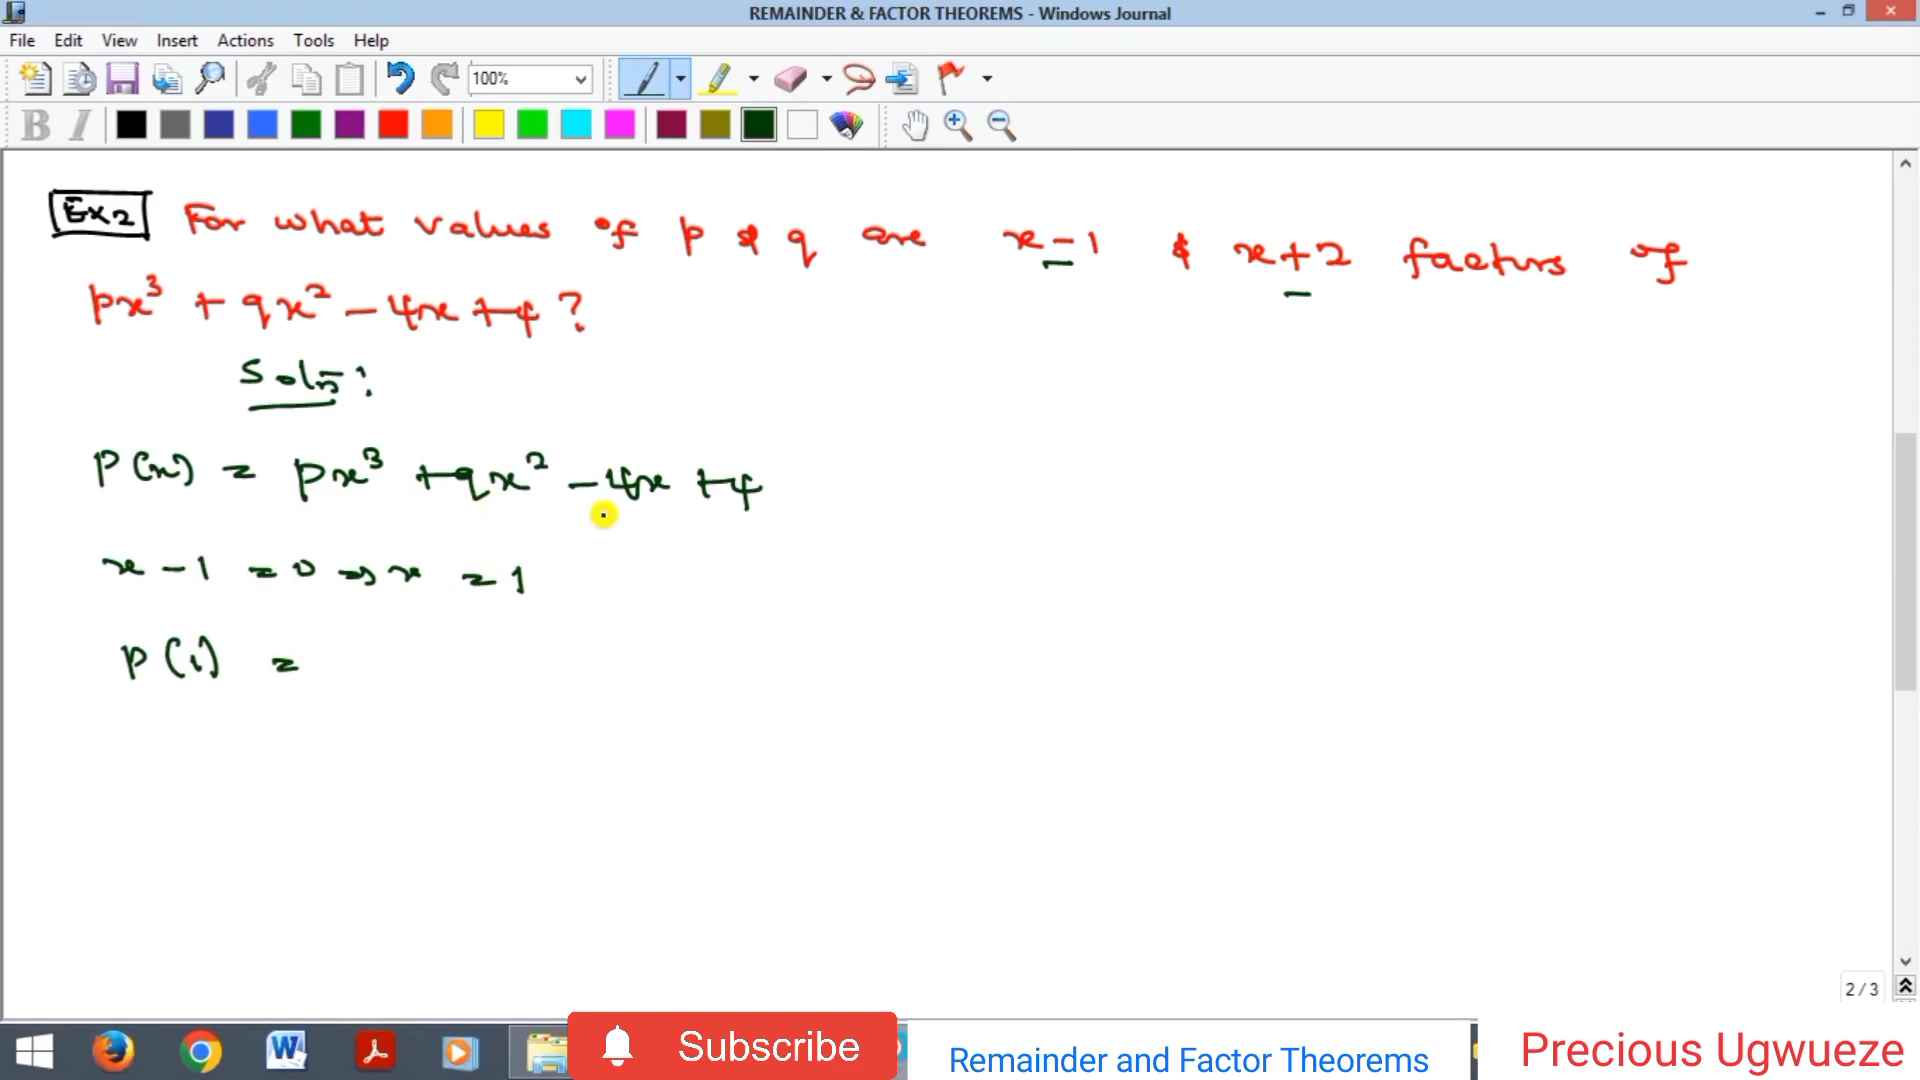 REMAINDER & FACTOR THEOREMS - Windows Journal
File Edit View Insert Actions Tools Help
100%
B I
Ex2 For what values of p & q are x-1 & x+2 factors of
px³ + qx² - 4x + 4 ?
Soln:
P(x) = px³ + qx² - 4x + 4
x - 1 = 0 ⇒ x = 1
P(1) =
2 / 3
Subscribe
Remainder and Factor Theorems
Precious Ugwueze